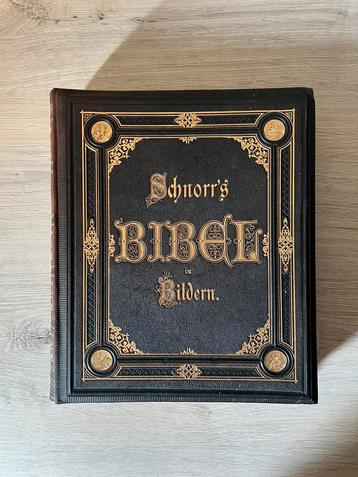 Schnorr's
BIBEL
in
Bildern.